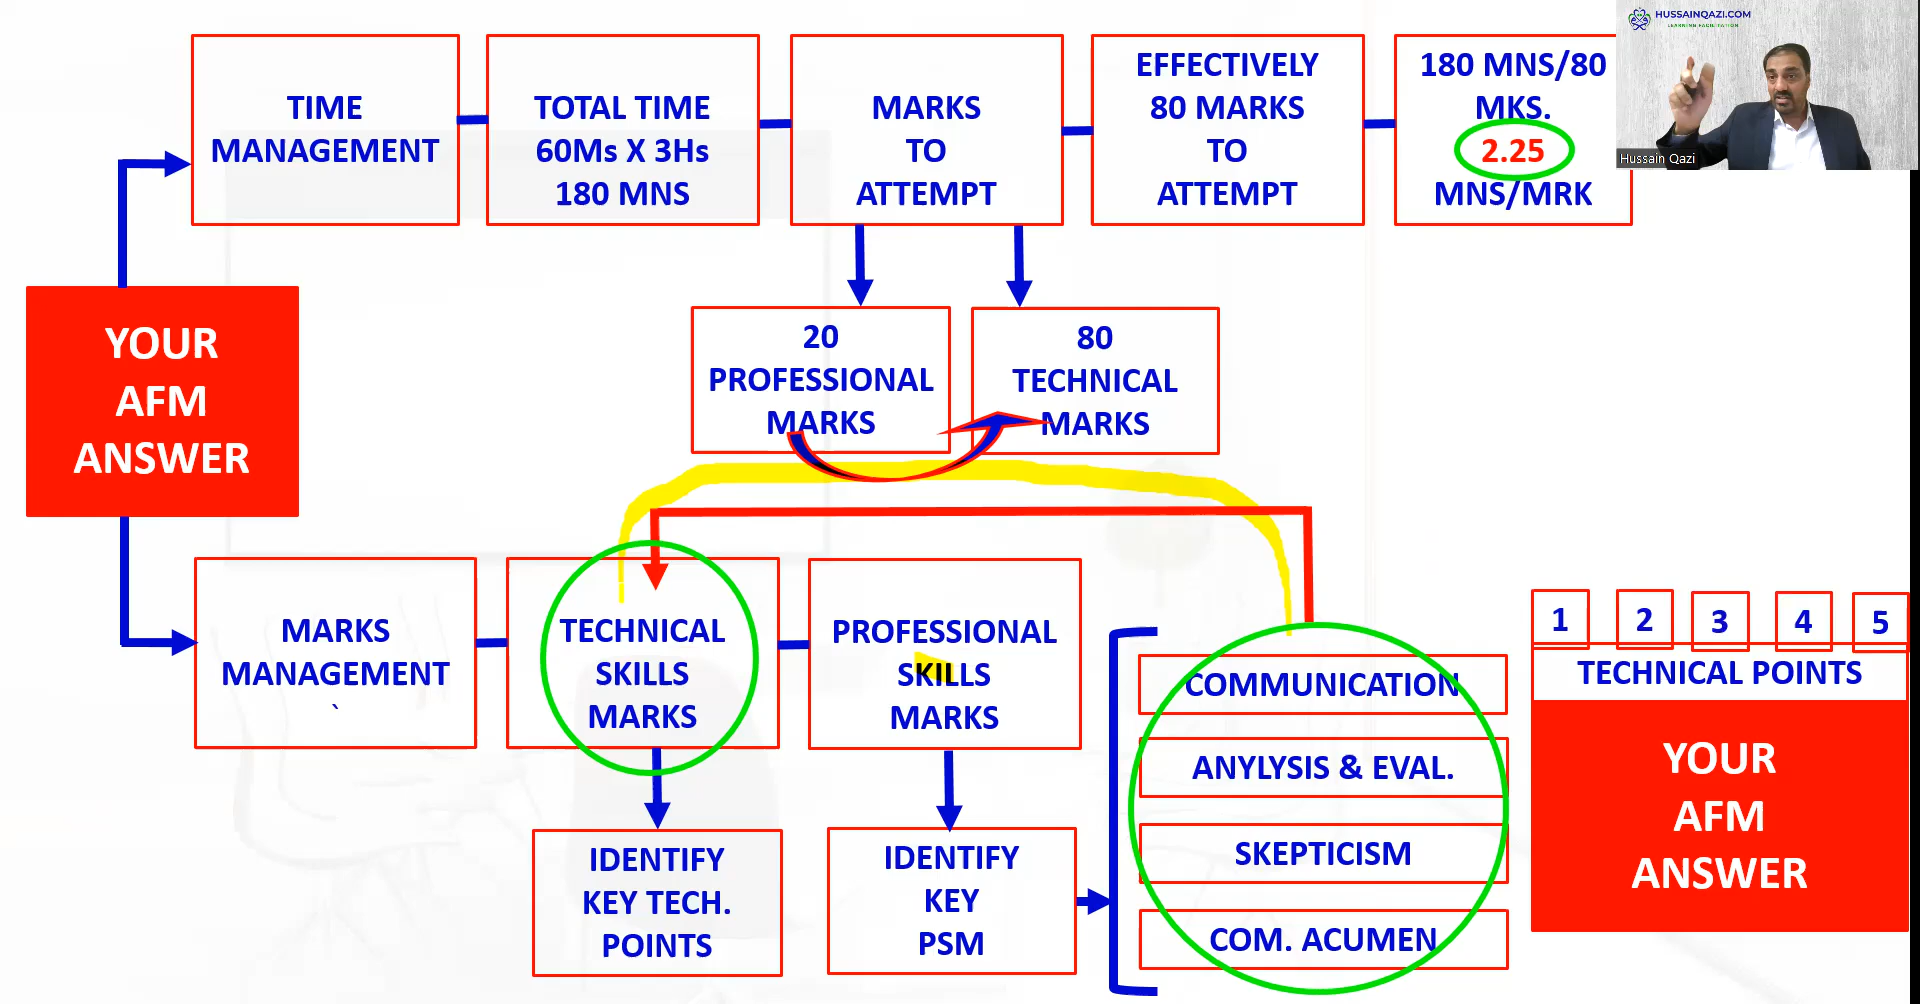 HUSSAINQAZI.COM
LEARNING FACILITATION
Hussain Qazi
TIME
MANAGEMENT
TOTAL TIME
60Ms X 3Hs
180 MNS
MARKS
TO
ATTEMPT
EFFECTIVELY
80 MARKS
TO
ATTEMPT
180 MNS/80
MKS.
2.25
MNS/MRK
20
PROFESSIONAL
MARKS
80
TECHNICAL
MARKS
YOUR
AFM
ANSWER
MARKS
MANAGEMENT
`
TECHNICAL
SKILLS
MARKS
PROFESSIONAL
SKILLS
MARKS
IDENTIFY
KEY TECH.
POINTS
IDENTIFY
KEY
PSM
COMMUNICATION
ANYLYSIS & EVAL.
SKEPTICISM
COM. ACUMEN
1 2 3 4 5
TECHNICAL POINTS
YOUR
AFM
ANSWER